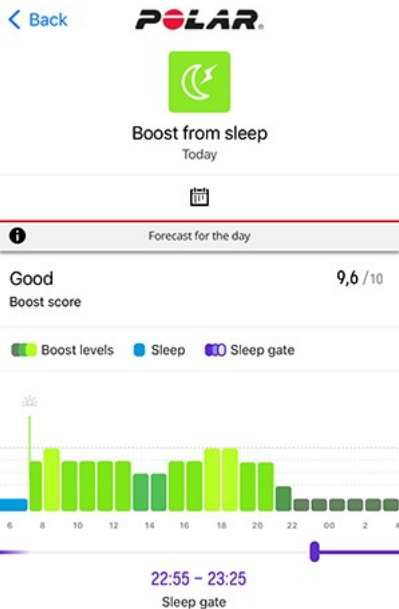 Back
POLAR.
Boost from sleep
Today
Forecast for the day
Good
9,6 /10
Boost score
Boost levels
Sleep
Sleep gate
6 8 10 12 14 16 18 20 22 00 2 4
22:55 – 23:25
Sleep gate